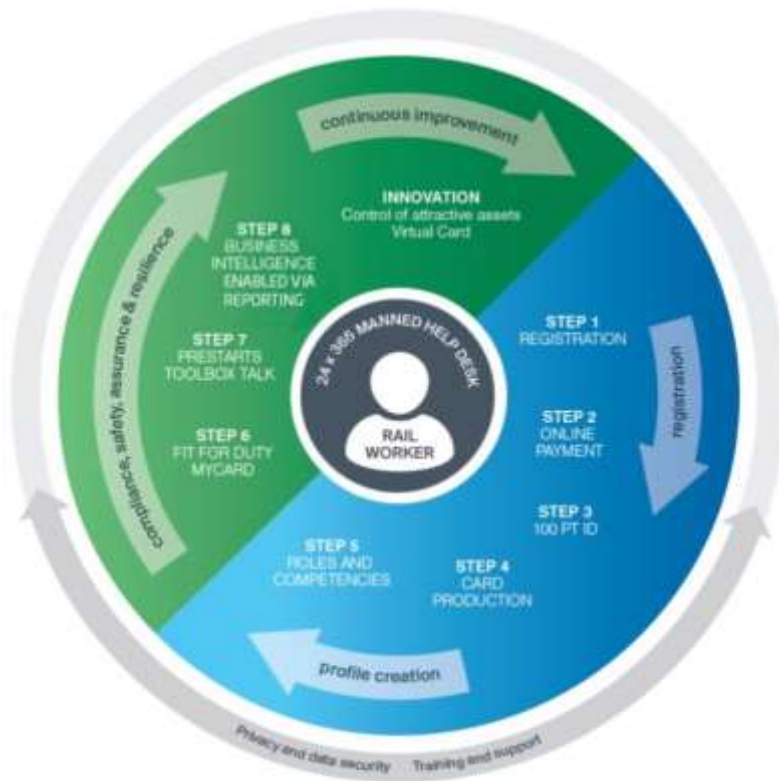 continuous improvement
INNOVATION
Control of attractive assets
Virtual Card
STEP 1
REGISTRATION
registration
STEP 2
ONLINE
PAYMENT
STEP 3
100 PT ID
STEP 4
CARD
PRODUCTION
profile creation
STEP 5
ROLES AND
COMPETENCIES
STEP 6
FIT FOR DUTY
MYCARD
STEP 7
PRESTARTS
TOOLBOX TALK
STEP 8
BUSINESS
INTELLIGENCE
ENABLED VIA
REPORTING
compliance, safety, assurance & resilience
24 x 365 MANNED HELP DESK
RAIL
WORKER
Privacy and data security
Training and support